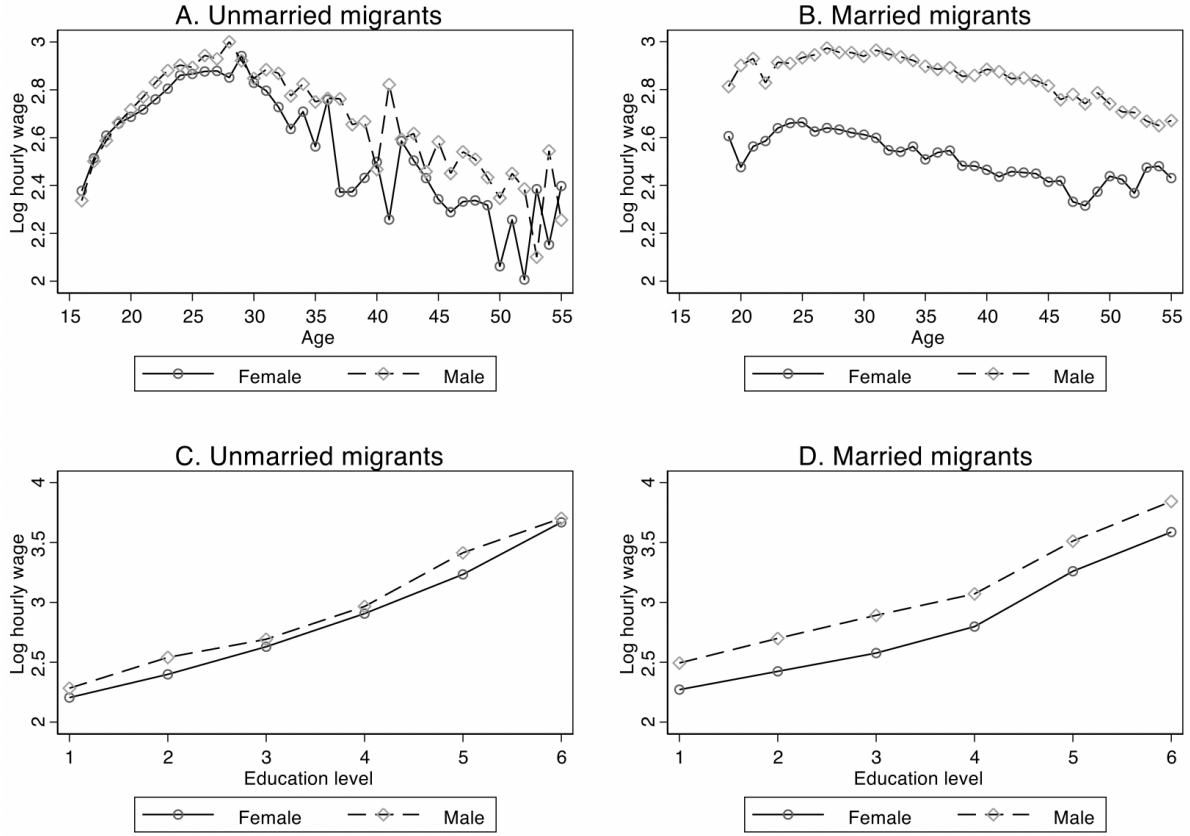 A. Unmarried migrants
Log hourly wage
3
2.8
2.6
2.4
2.2
2
15 20 25 30 35 40 45 50 55
Age
Female Male
B. Married migrants
Log hourly wage
3
2.8
2.6
2.4
2.2
2
15 20 25 30 35 40 45 50 55
Age
Female Male
C. Unmarried migrants
Log hourly wage
4
3.5
3
2.5
2
1 2 3 4 5 6
Education level
Female Male
D. Married migrants
Log hourly wage
4
3.5
3
2.5
2
1 2 3 4 5 6
Education level
Female Male